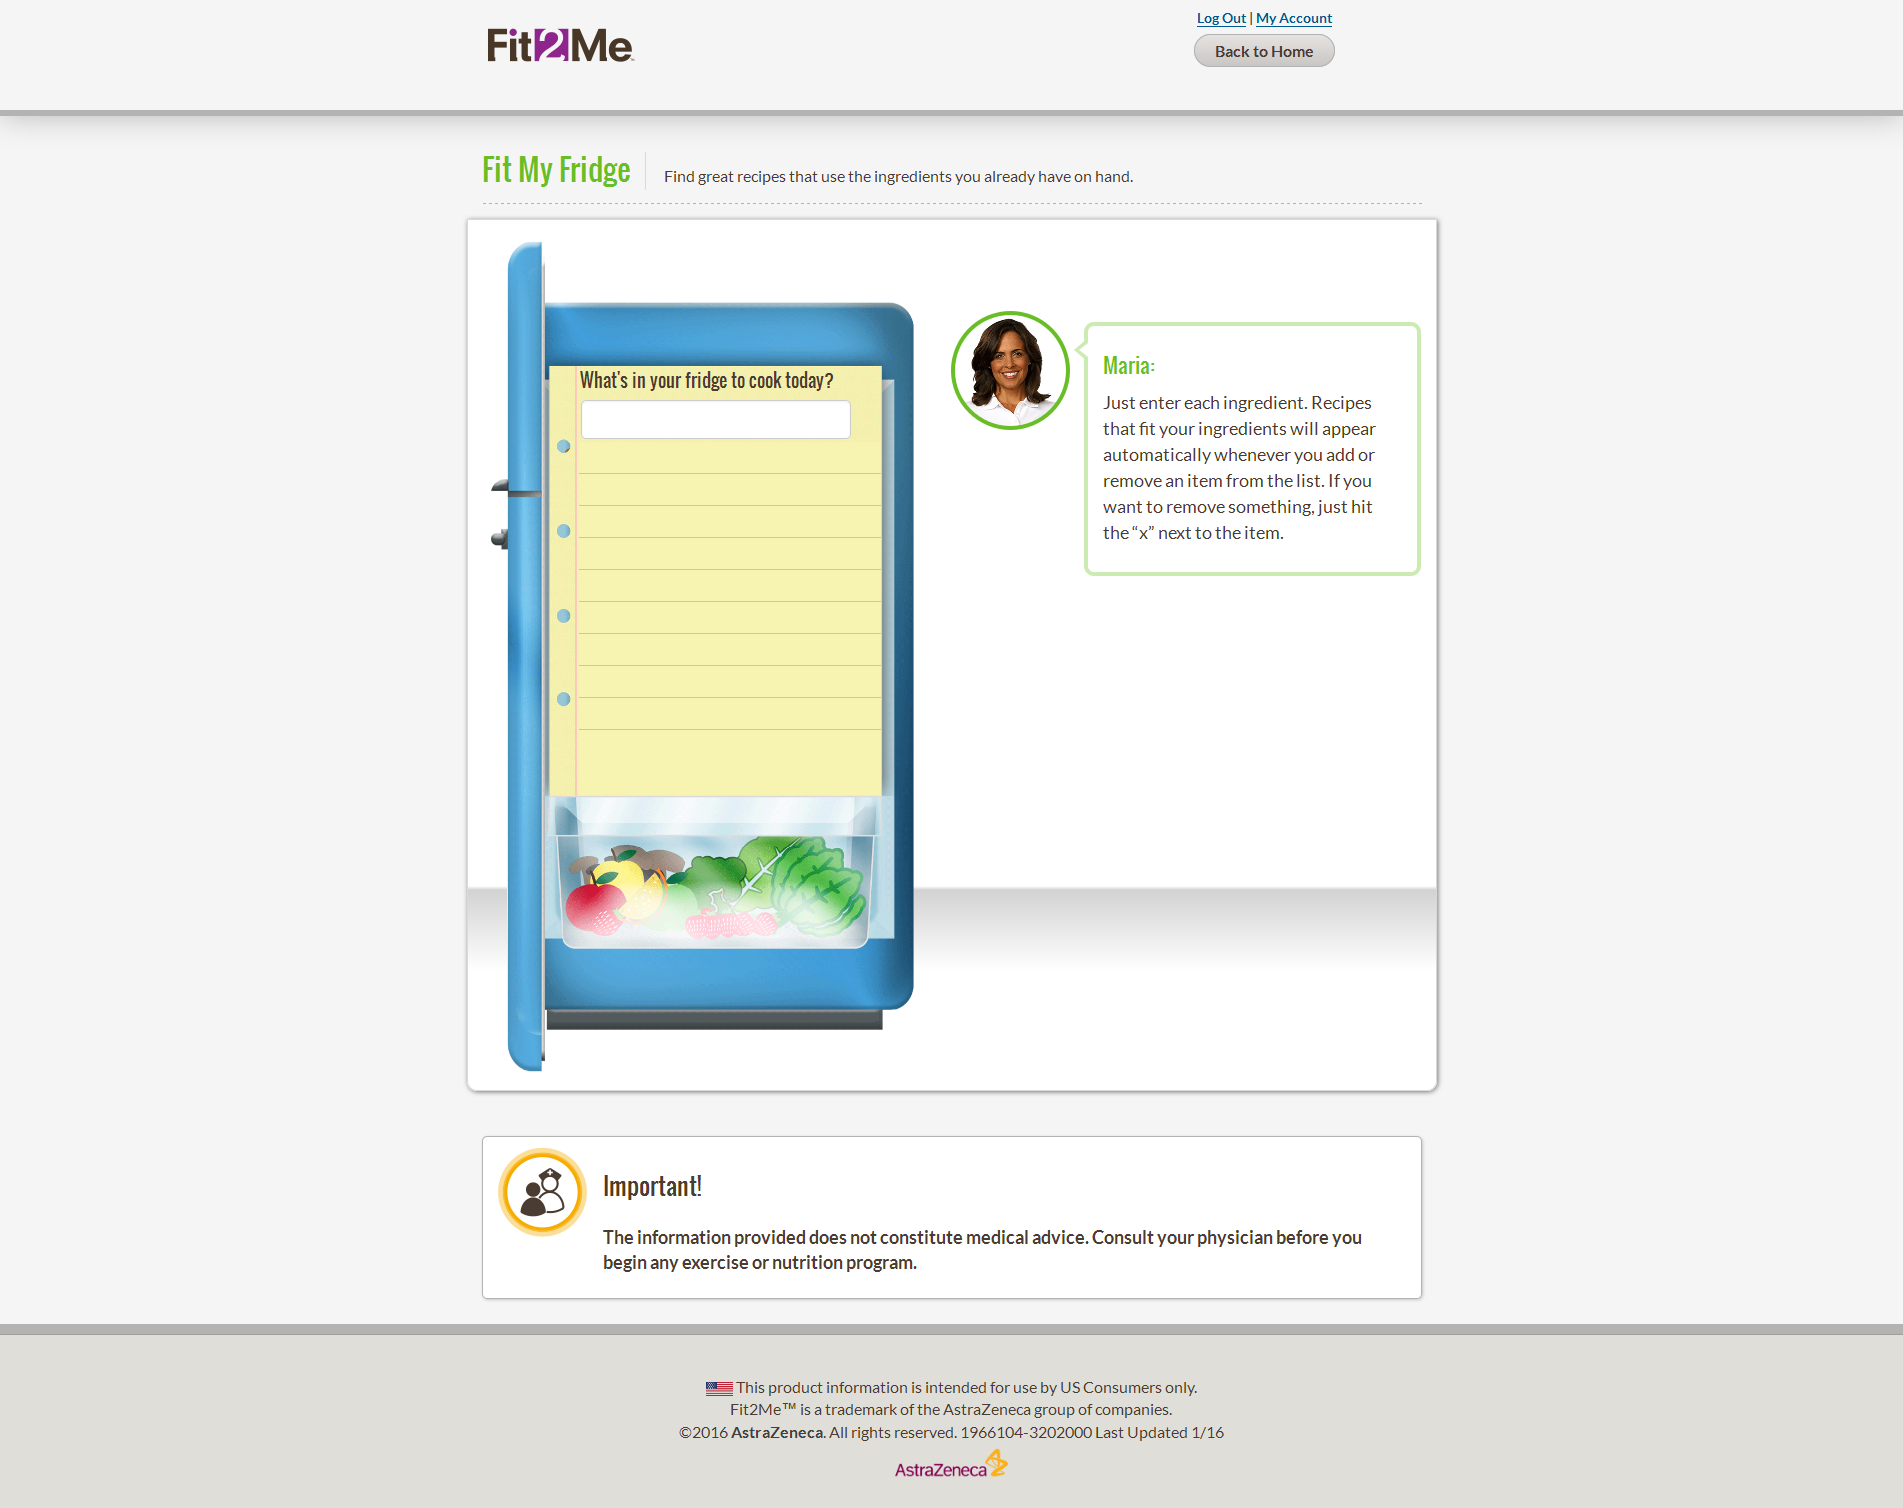 Fit2Me™
Log Out | My Account
Back to Home
Fit My Fridge
Find great recipes that use the ingredients you already have on hand.
What's in your fridge to cook today?
Maria:
Just enter each ingredient. Recipes
that fit your ingredients will appear
automatically whenever you add or
remove an item from the list. If you
want to remove something, just hit
the “x” next to the item.
Important!
The information provided does not constitute medical advice. Consult your physician before you
begin any exercise or nutrition program.
This product information is intended for use by US Consumers only.
Fit2Me™ is a trademark of the AstraZeneca group of companies.
©2016 AstraZeneca. All rights reserved. 1966104-3202000 Last Updated 1/16
AstraZeneca